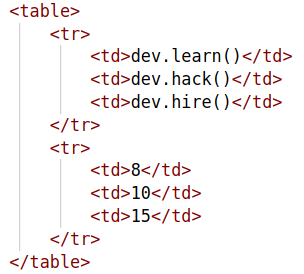 <table>
    <tr>
        <td>dev.learn()</td>
        <td>dev.hack()</td>
        <td>dev.hire()</td>
    </tr>
    <tr>
        <td>8</td>
        <td>10</td>
        <td>15</td>
    </tr>
</table>